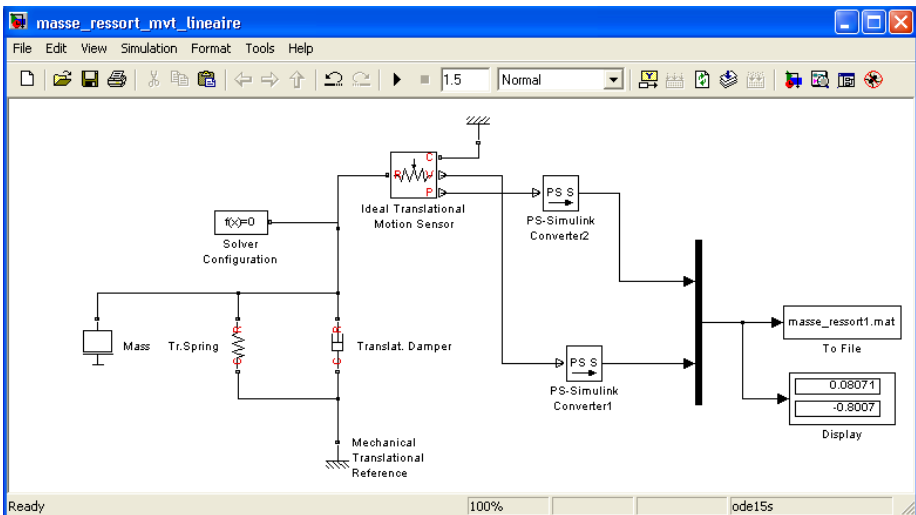 masse_ressort_mvt_lineaire
File Edit View Simulation Format Tools Help
1.5 Normal
C
R V
P
Ideal Translational
Motion Sensor
PS S
PS-Simulink
Converter2
f(x)=0
Solver
Configuration
Mass
Tr.Spring
R
C
R
C
Translat. Damper
Mechanical
Translational
Reference
PS S
PS-Simulink
Converter1
masse_ressort1.mat
To File
0.08071
-0.8007
Display
Ready 100% ode15s